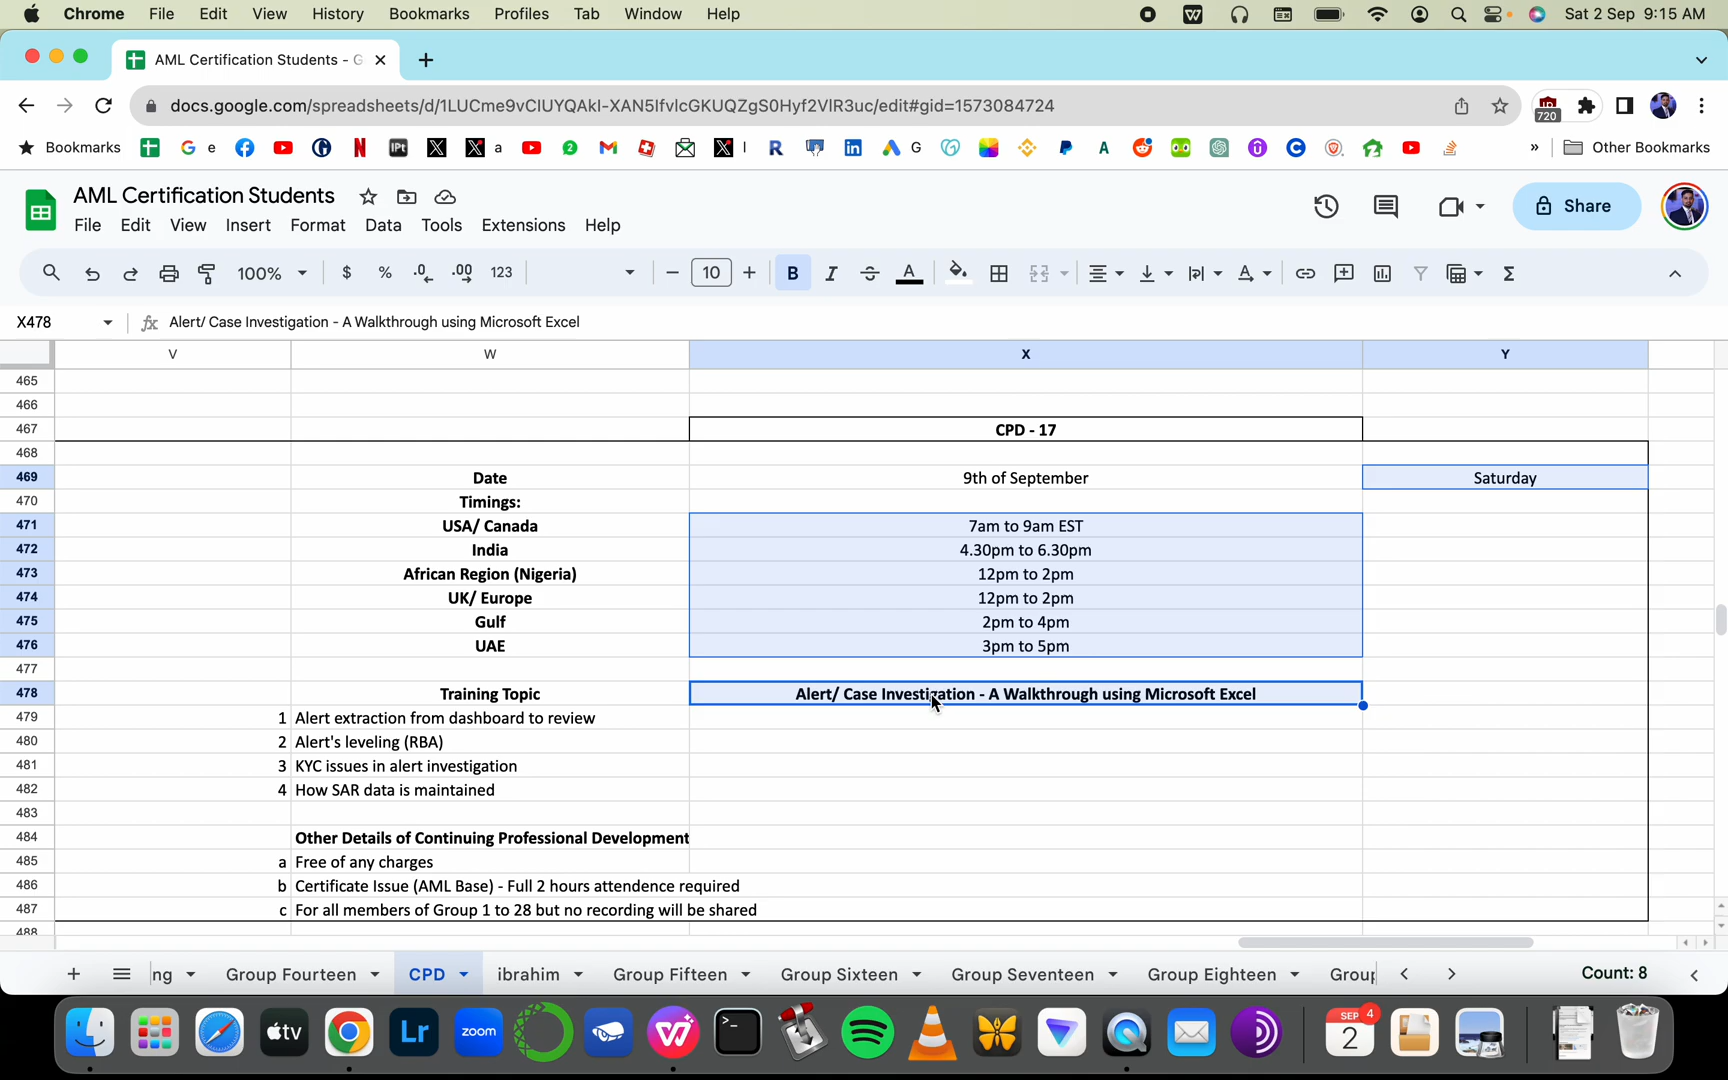 Chrome File Edit View History Bookmarks Profiles Tab Window Help Sat 2 Sep 9:15 AM
AML Certification Students - G
docs.google.com/spreadsheets/d/
720
Bookmarks G e 2 a G Other Bookmarks
AML Certification Students
File Edit View Insert Format Data Tools Extensions Help
Share
100% $ % .0 .00 123 10 B I A
X478 fx Alert/ Case Investigation - A Walkthrough using Microsoft Excel
V W X Y
465
466
467 CPD - 17
468
469 Date 9th of September Saturday
470 Timings:
471 USA/ Canada 7am to 9am EST
472 India 4.30pm to 6.30pm
473 African Region (Nigeria) 12pm to 2pm
474 UK/ Europe 12pm to 2pm
475 Gulf 2pm to 4pm
476 UAE 3pm to 5pm
477
478 Training Topic Alert/ Case Investigation - A Walkthrough using Microsoft Excel
479 1 Alert extraction from dashboard to review
480 2 Alert's leveling (RBA)
481 3 KYC issues in alert investigation
482 4 How SAR data is maintained
483
484 Other Details of Continuing Professional Development
485 a Free of any charges
486 b Certificate Issue (AML Base) - Full 2 hours attendence required
487 c For all members of Group 1 to 28 but no recording will be shared
488
+ ng Group Fourteen CPD ibrahim Group Fifteen Group Sixteen Group Seventeen Group Eighteen Group Count: 8
tv Lr zoom SEP 2 4